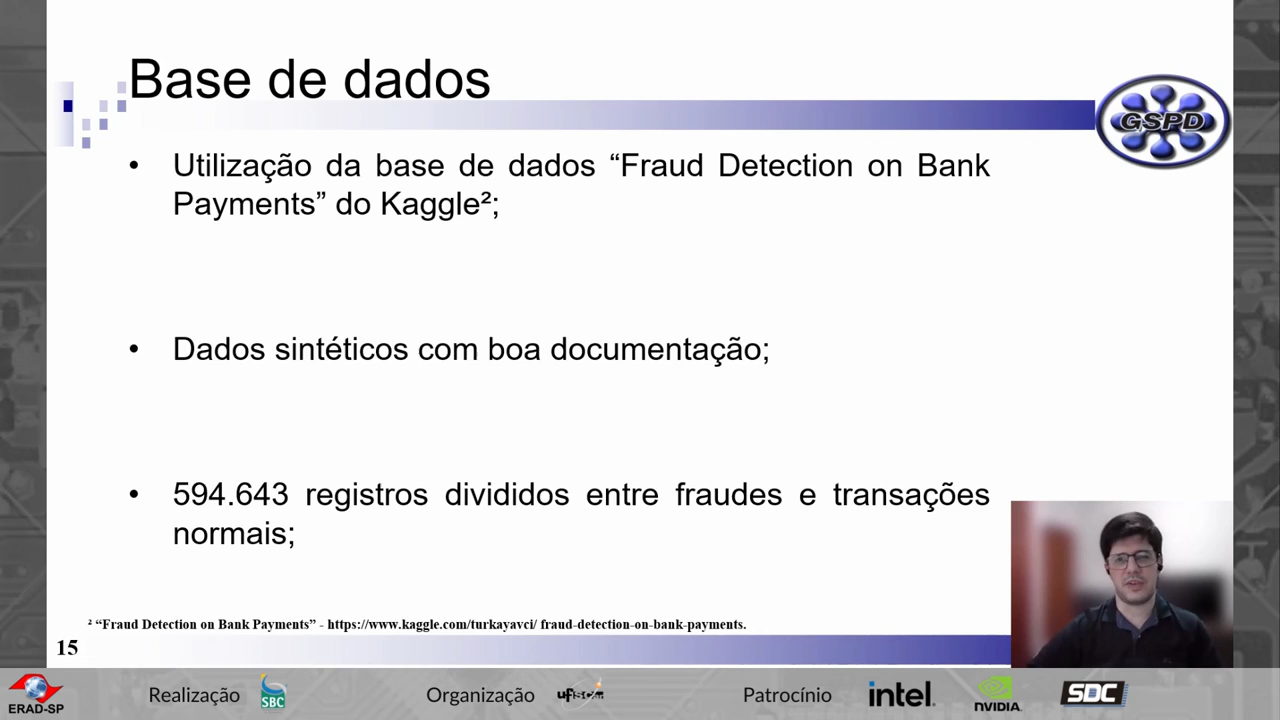 Base de dados
GSPD
• Utilização da base de dados “Fraud Detection on Bank
Payments” do Kaggle²;
• Dados sintéticos com boa documentação;
• 594.643 registros divididos entre fraudes e transações
normais;
² “Fraud Detection on Bank Payments” - https://www.kaggle.com/turkayavci/ fraud-detection-on-bank-payments.
15
ERAD-SP
Realização
SBC
Organização
ufscar
Patrocínio
intel.
NVIDIA.
SDC